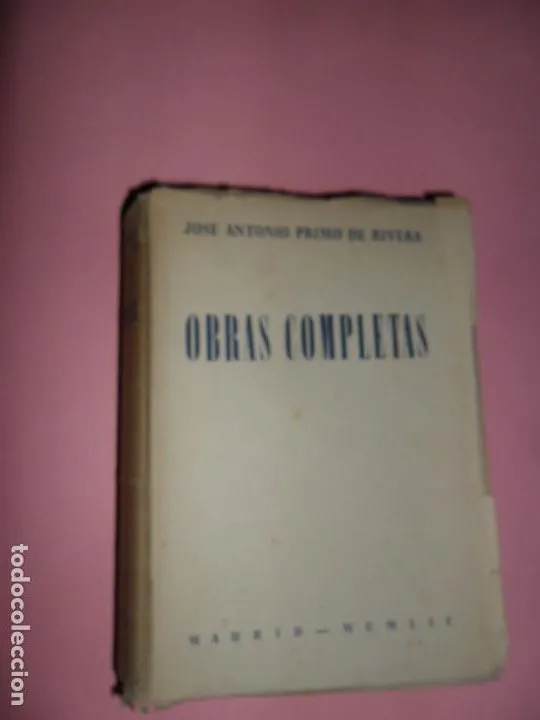 JOSE ANTONIO PRIMO DE RIVERA
OBRAS COMPLETAS
MADRID —
todocoleccion